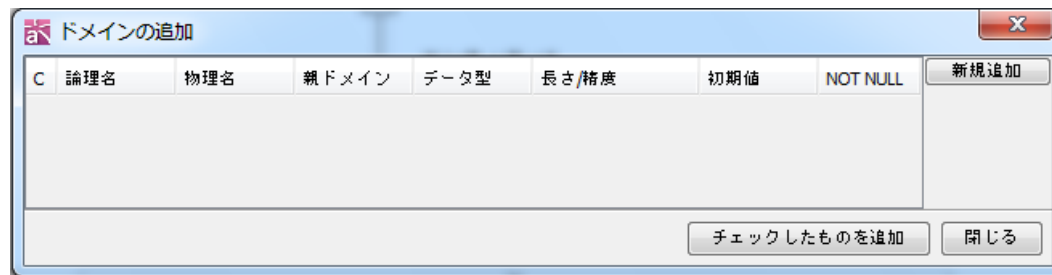 ドメインの追加
C 論理名 物理名 親ドメイン データ型 長さ/精度 初期値 NOT NULL 新規追加
チェックしたものを追加 閉じる